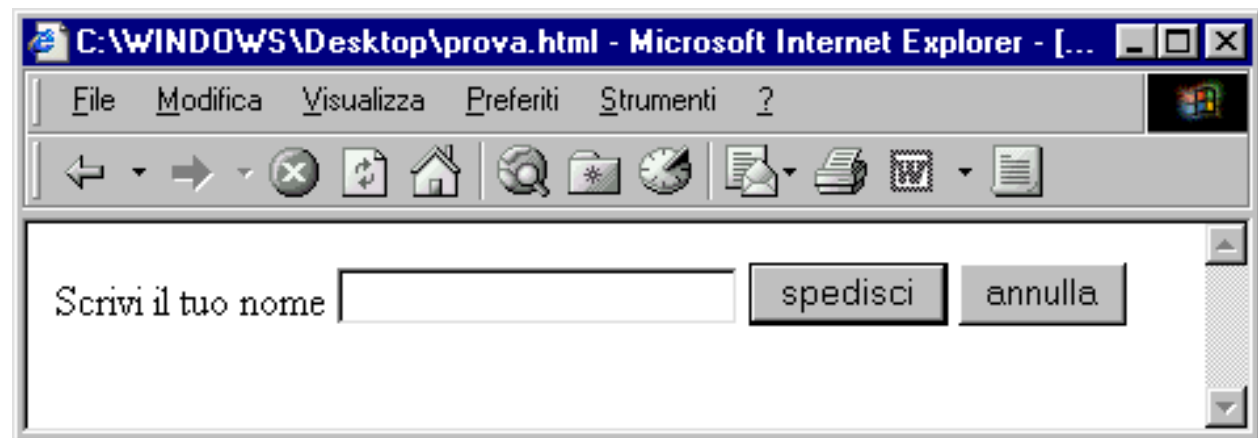 C:\WINDOWS\Desktop\prova.html - Microsoft Internet Explorer - [...
File Modifica Visualizza Preferiti Strumenti ?
Scrivi il tuo nome spedisci annulla